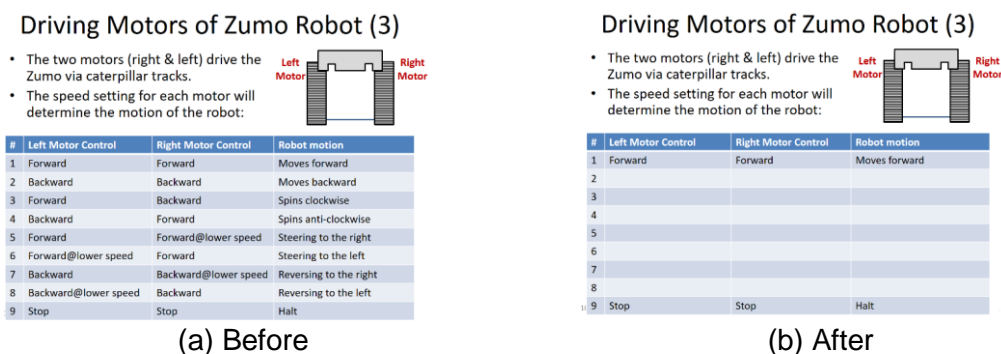 Driving Motors of Zumo Robot (3)
• The two motors (right & left) drive the
Zumo via caterpillar tracks.
• The speed setting for each motor will
determine the motion of the robot:
Left
Motor
Right
Motor
# Left Motor Control Right Motor Control Robot motion
1 Forward Forward Moves forward
2 Backward Backward Moves backward
3 Forward Backward Spins clockwise
4 Backward Forward Spins anti-clockwise
5 Forward Forward@lower speed Steering to the right
6 Forward@lower speed Forward Steering to the left
7 Backward Backward@lower speed Reversing to the right
8 Backward@lower speed Backward Reversing to the left
9 Stop Stop Halt
(a) Before
Driving Motors of Zumo Robot (3)
• The two motors (right & left) drive the
Zumo via caterpillar tracks.
• The speed setting for each motor will
determine the motion of the robot:
Left
Motor
Right
Motor
# Left Motor Control Right Motor Control Robot motion
1 Forward Forward Moves forward
2
3
4
5
6
7
8
9 Stop Stop Halt
(b) After